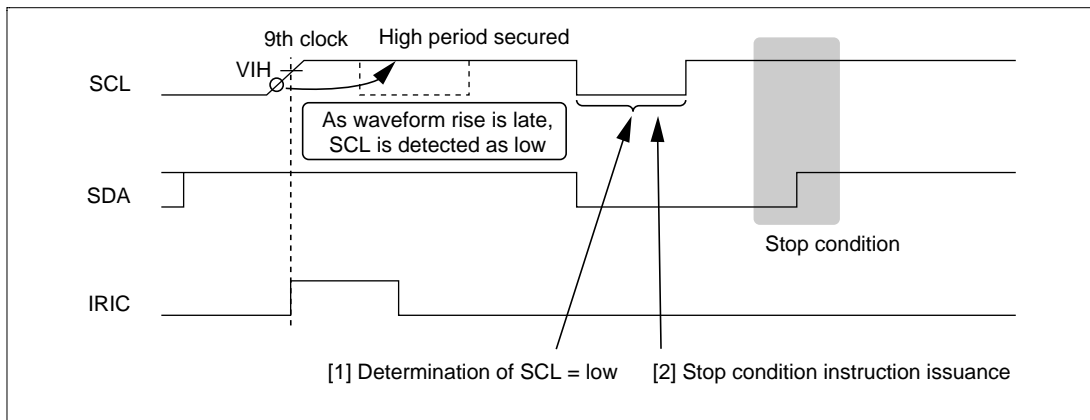 9th clock
High period secured
VIH
SCL
As waveform rise is late,
SCL is detected as low
SDA
Stop condition
IRIC
[1] Determination of SCL = low
[2] Stop condition instruction issuance